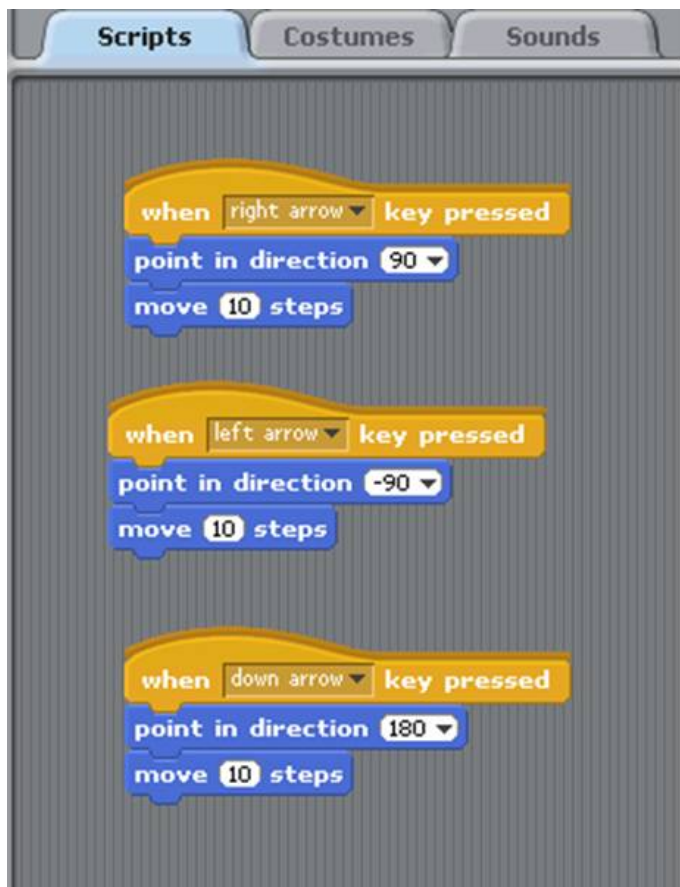 Scripts Costumes Sounds
when right arrow key pressed
point in direction 90
move 10 steps
when left arrow key pressed
point in direction -90
move 10 steps
when down arrow key pressed
point in direction 180
move 10 steps